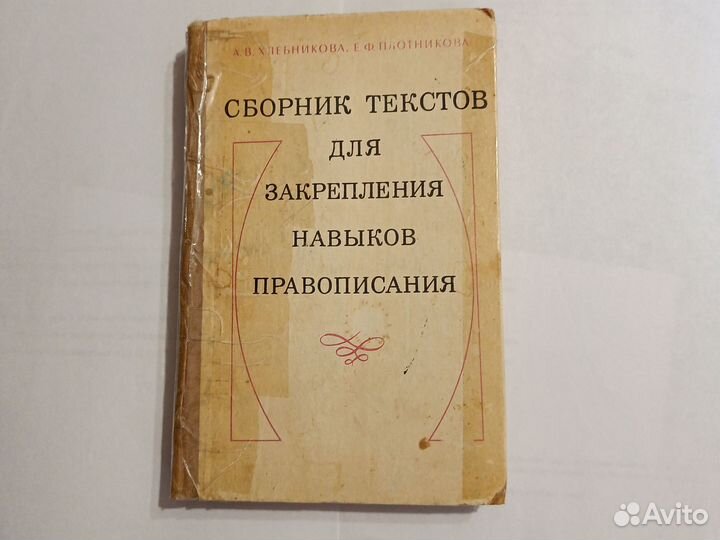 А. В. ХЛЕБНИКОВА, Е. Ф. ПЛОТНИКОВА
СБОРНИК ТЕКСТОВ
ДЛЯ
ЗАКРЕПЛЕНИЯ
НАВЫКОВ
ПРАВОПИСАНИЯ
Avito